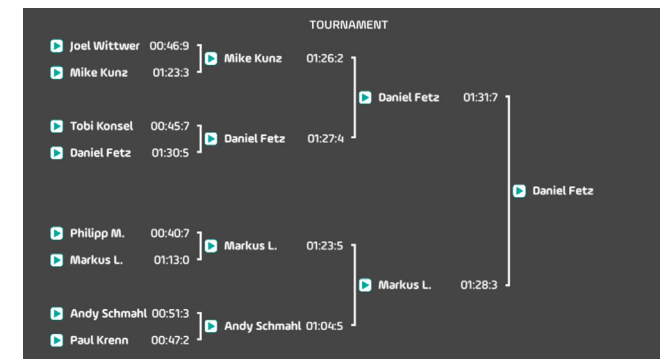 TOURNAMENT
Joel Wittwer 00:46:9
Mike Kunz 01:26:2
Mike Kunz 01:23:3
Daniel Fetz 01:31:7
Tobi Konsel 00:45:7
Daniel Fetz 01:27:4
Daniel Fetz 01:30:5
Daniel Fetz
Philipp M. 00:40:7
Markus L. 01:23:5
Markus L. 01:13:0
Markus L. 01:28:3
Andy Schmahl 00:51:3
Andy Schmahl 01:04:5
Paul Krenn 00:47:2